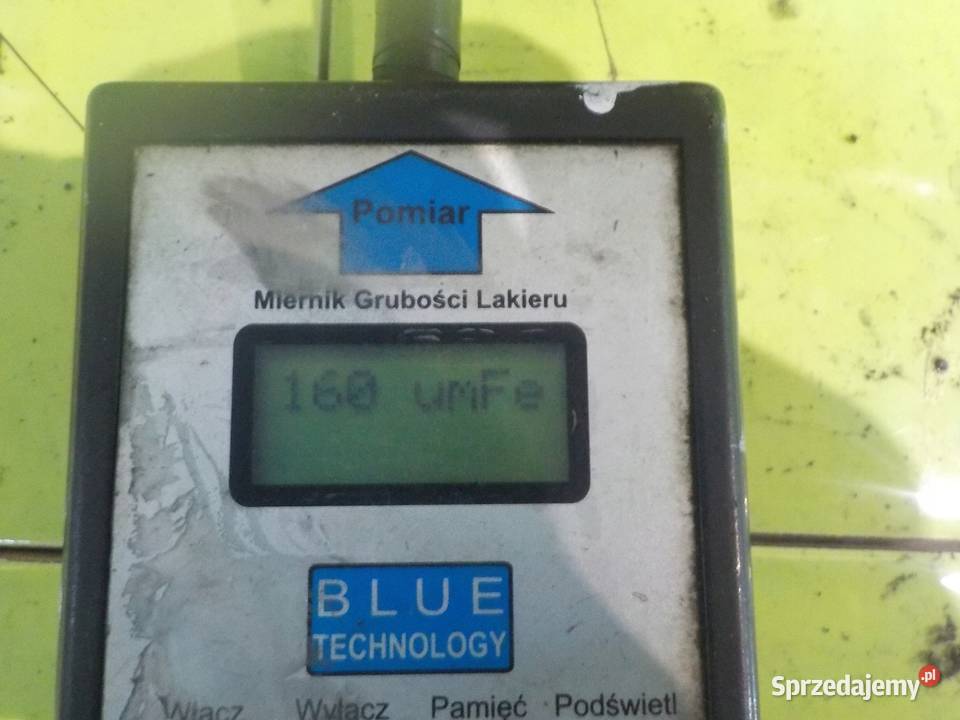 Pomiar
Miernik Grubości Lakieru
160 umFe
BLUE
TECHNOLOGY
Włącz Wyłącz Pamięć Podświetl
Sprzedajemy.pl